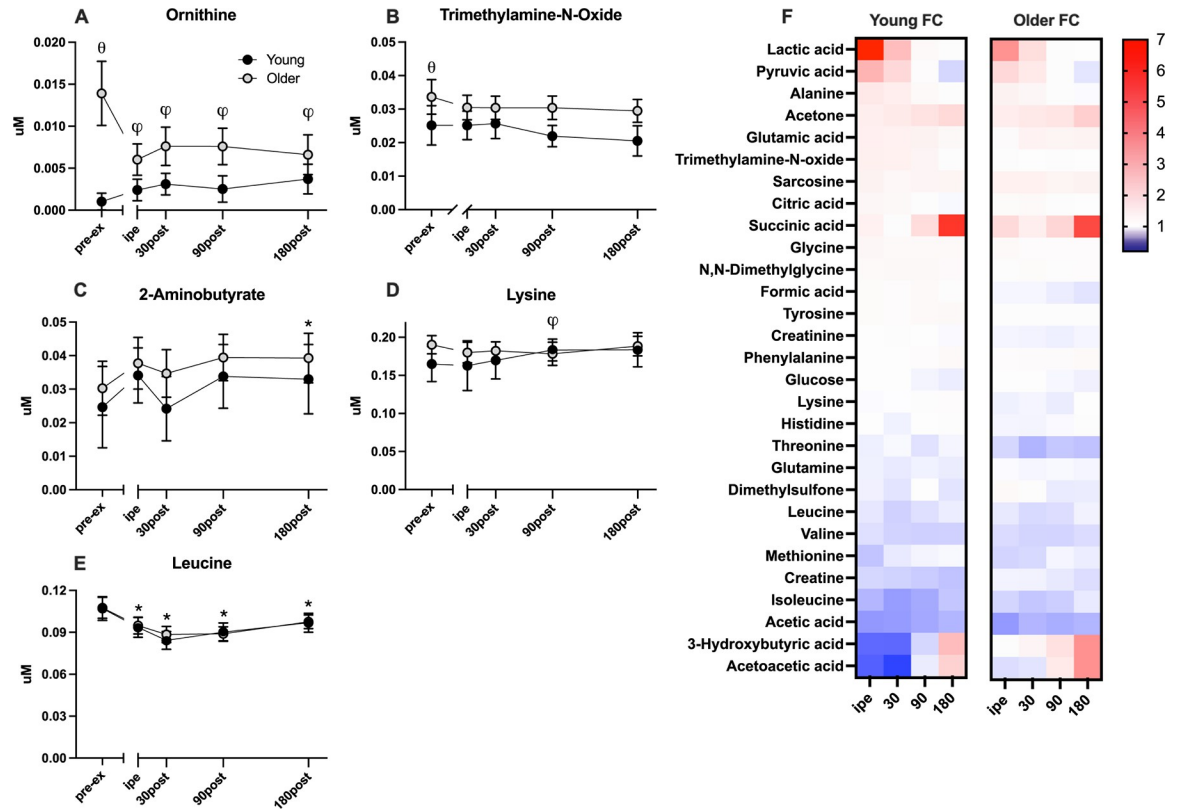 A
Ornithine
0.020
0.015
0.010
0.005
0.000
uM
θ
φ
φ
φ
φ
Young
Older
pre-ex
ipe
30post
90post
180post
B
Trimethylamine-N-Oxide
0.05
0.04
0.03
0.02
0.01
0.00
uM
θ
pre-ex
ipe
30post
90post
180post
C
2-Aminobutyrate
0.05
0.04
0.03
0.02
0.01
0.00
uM
*
pre-ex
ipe
30post
90post
180post
D
Lysine
0.20
0.15
0.10
0.05
0.00
uM
φ
pre-ex
ipe
30post
90post
180post
E
Leucine
0.12
0.09
0.06
0.03
0.00
uM
*
*
*
*
pre-ex
ipe
30post
90post
180post
F
Young FC
Older FC
Lactic acid
Pyruvic acid
Alanine
Acetone
Glutamic acid
Trimethylamine-N-oxide
Sarcosine
Citric acid
Succinic acid
Glycine
N,N-Dimethylglycine
Formic acid
Tyrosine
Creatinine
Phenylalanine
Glucose
Lysine
Histidine
Threonine
Glutamine
Dimethylsulfone
Leucine
Valine
Methionine
Creatine
Isoleucine
Acetic acid
3-Hydroxybutyric acid
Acetoacetic acid
ipe
30
90
180
ipe
30
90
180
7
6
5
4
3
2
1